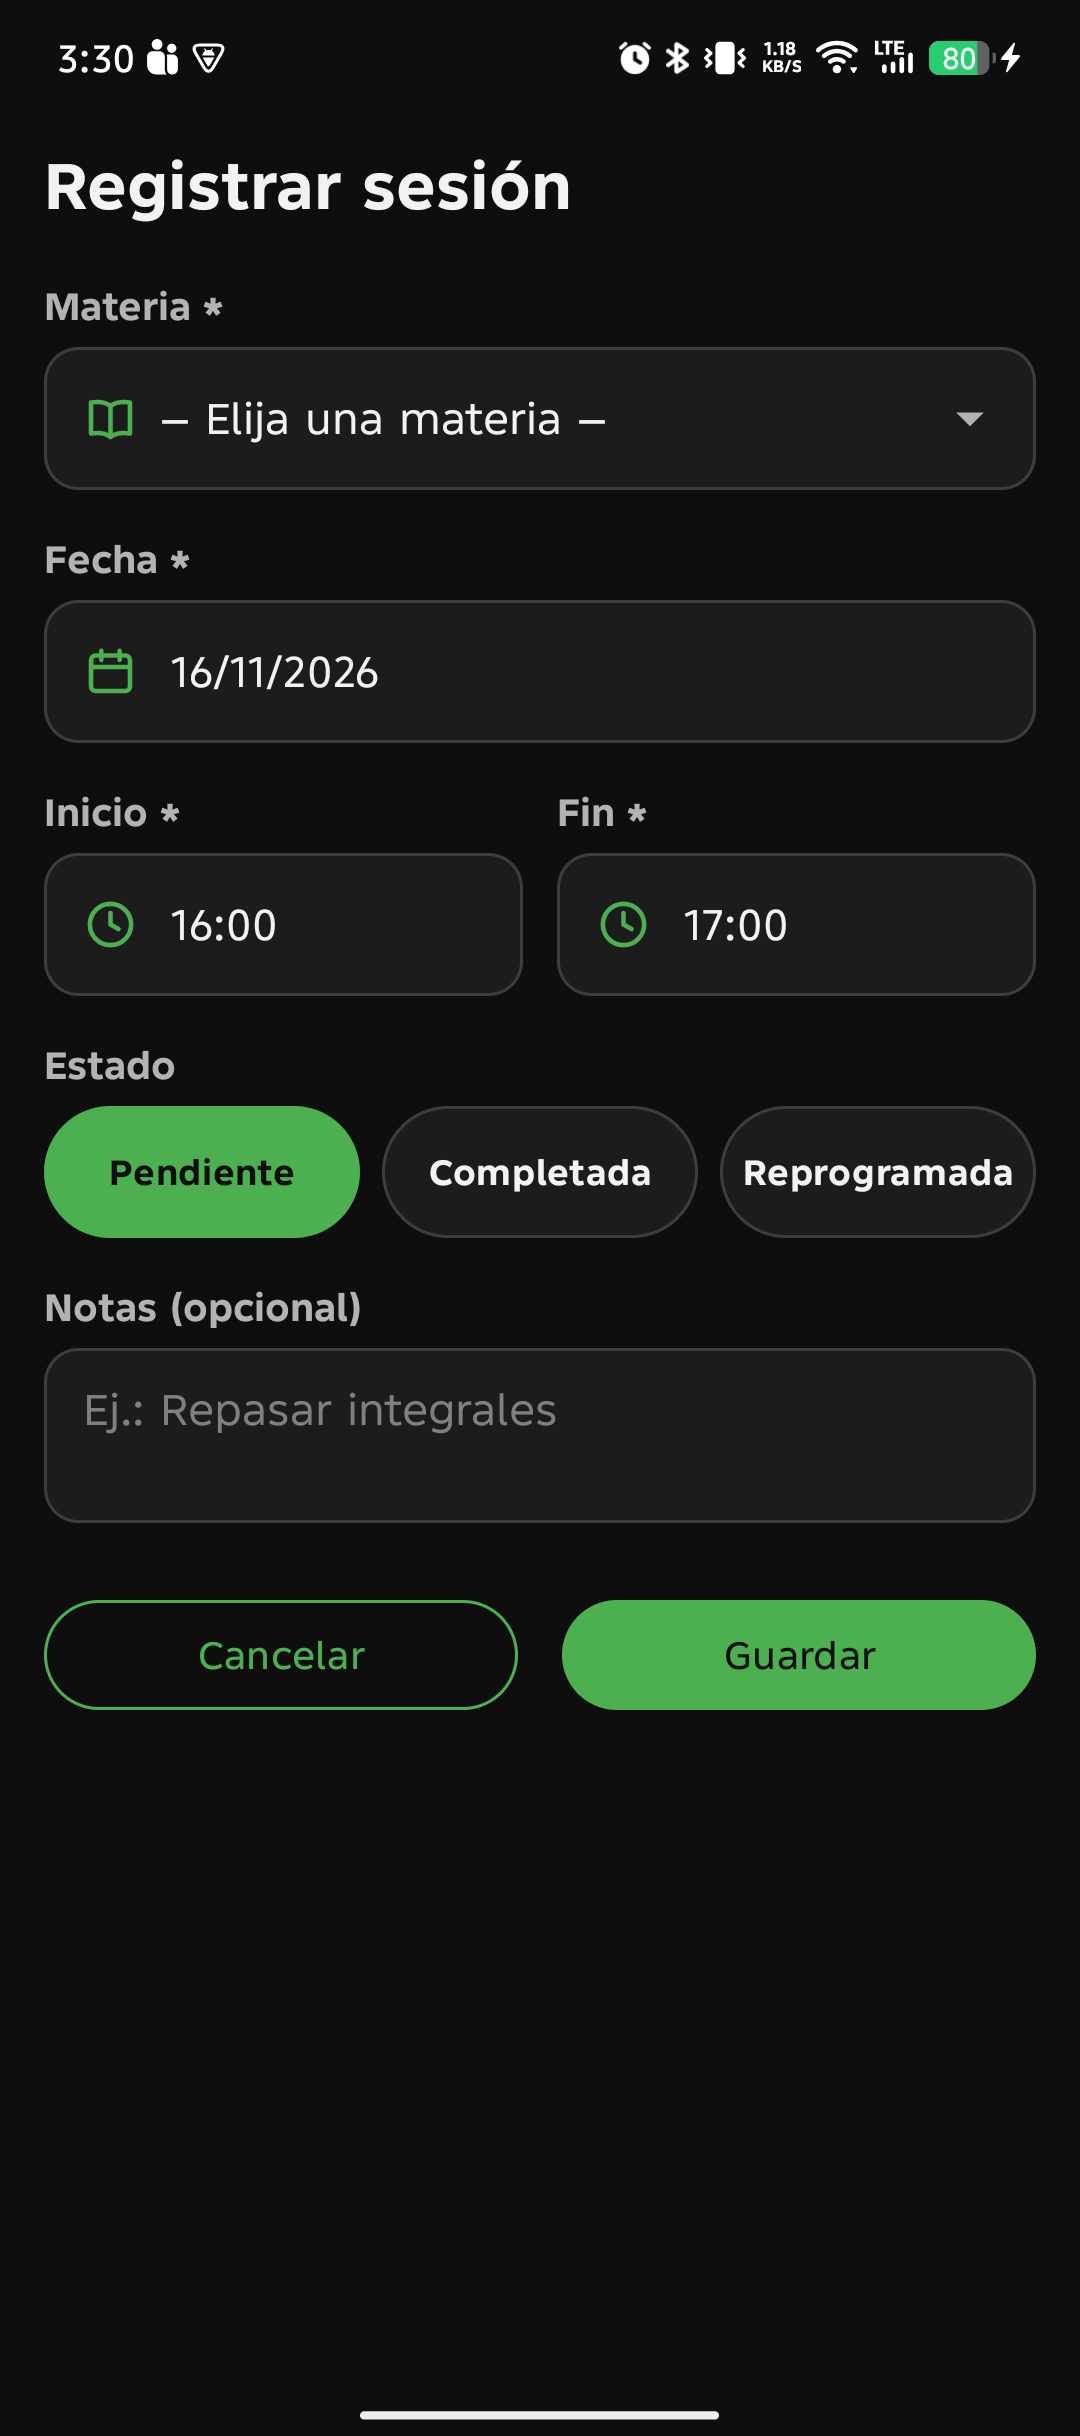 3:30 1.18 KB/S LTE 80
Registrar sesión
Materia *
– Elija una materia –
Fecha *
16/11/2026
Inicio * Fin *
16:00 17:00
Estado
Pendiente Completada Reprogramada
Notas (opcional)
Ej.: Repasar integrales
Cancelar Guardar